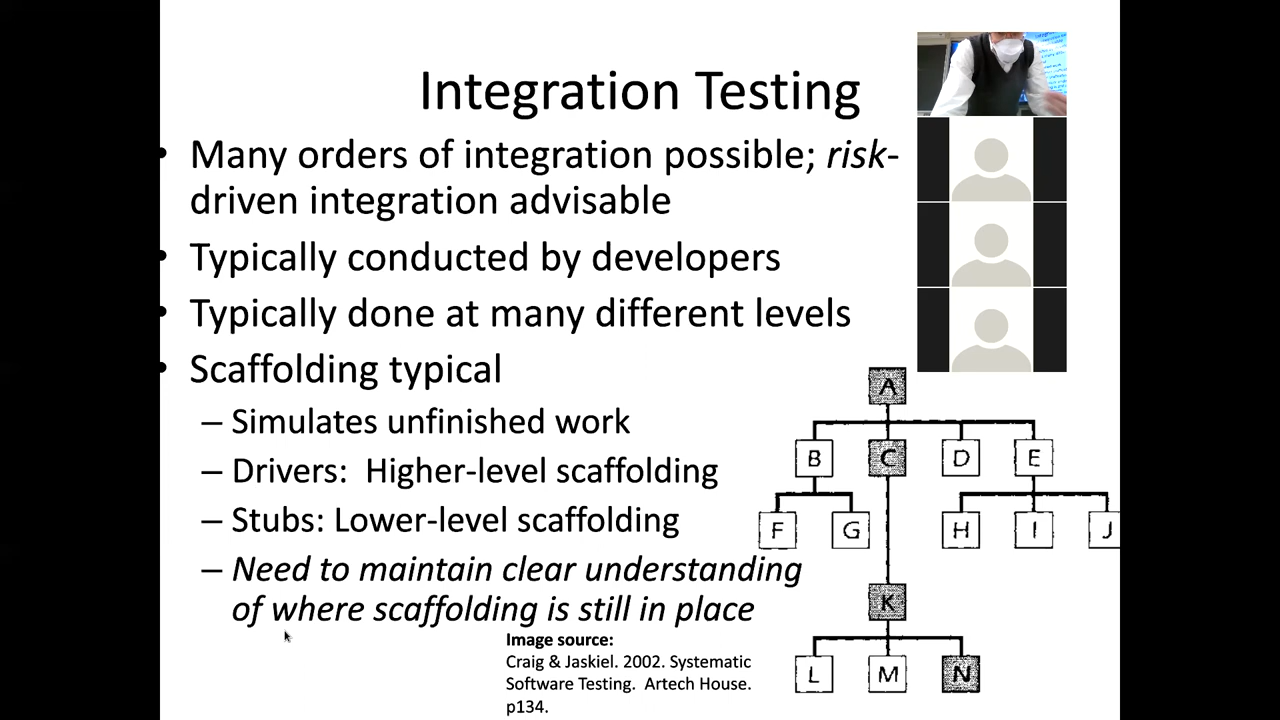 Integration Testing
• Many orders of integration possible; risk-
driven integration advisable
• Typically conducted by developers
• Typically done at many different levels
• Scaffolding typical
– Simulates unfinished work
– Drivers: Higher-level scaffolding
– Stubs: Lower-level scaffolding
– Need to maintain clear understanding
of where scaffolding is still in place
Image source:
Craig & Jaskiel. 2002. Systematic
Software Testing. Artech House.
p134.
A
B C D E
F G H I J
K
L M N